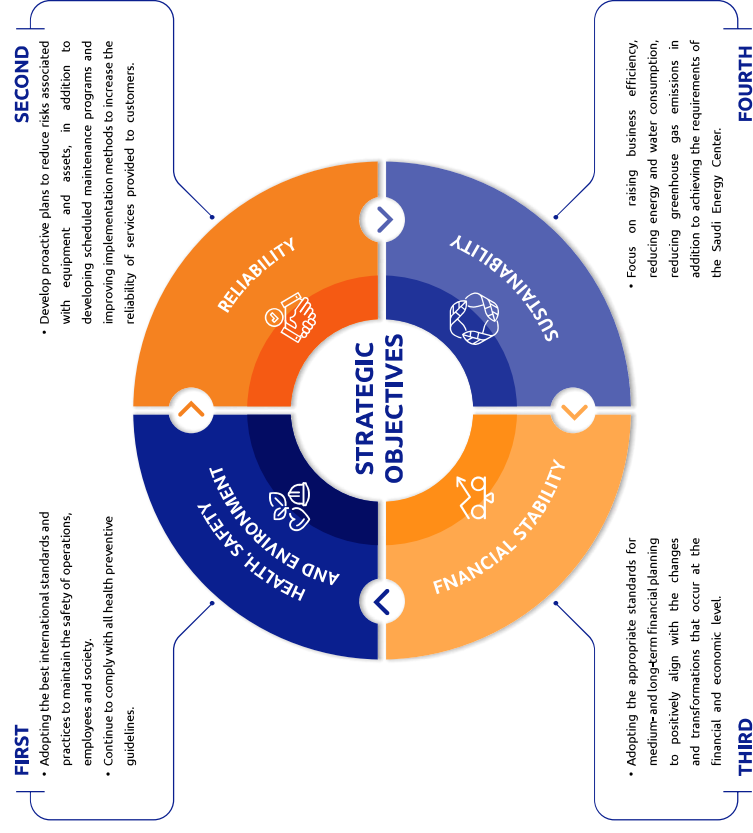 FIRST
• Adopting the best international standards and
practices to maintain the safety of operations,
employees and society.
• Continue to comply with all health preventive
guidelines.
SECOND
• Develop proactive plans to reduce risks associated
with equipment and assets, in addition to
developing scheduled maintenance programs and
improving implementation methods to increase the
reliability of services provided to customers.
HEALTH, SAFETY
AND ENVIRONMENT
RELIABILITY
STRATEGIC
OBJECTIVES
FINANCIAL STABILITY
SUSTAINABILITY
• Adopting the appropriate standards for
medium- and long-term financial planning
to positively align with the changes
and transformations that occur at the
financial and economic level.
THIRD
• Focus on raising business efficiency,
reducing energy and water consumption,
reducing greenhouse gas emissions in
addition to achieving the requirements of
the Saudi Energy Center.
FOURTH